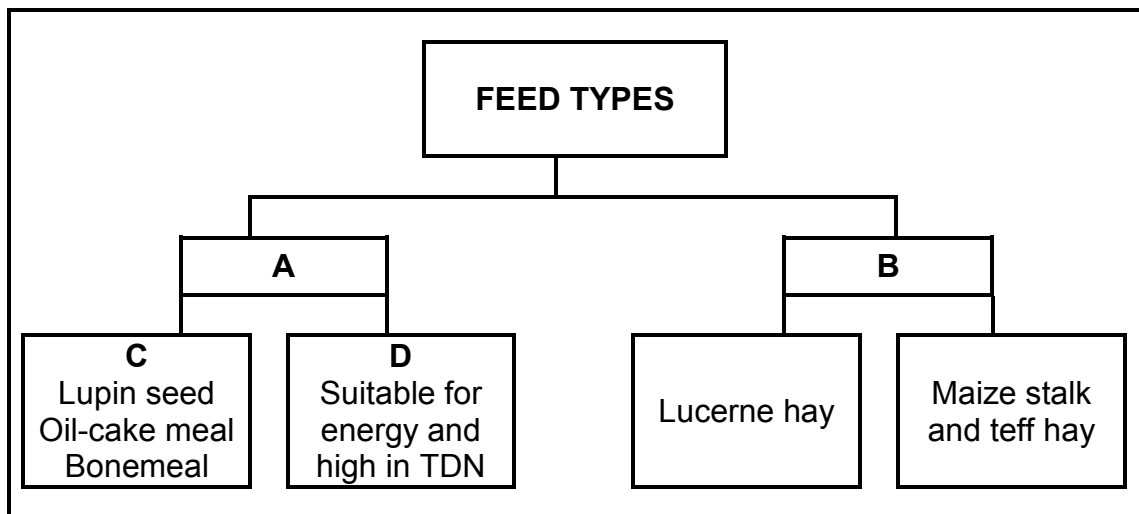 FEED TYPES
A
B
C
Lupin seed
Oil-cake meal
Bonemeal
D
Suitable for
energy and
high in TDN
Lucerne hay
Maize stalk
and teff hay